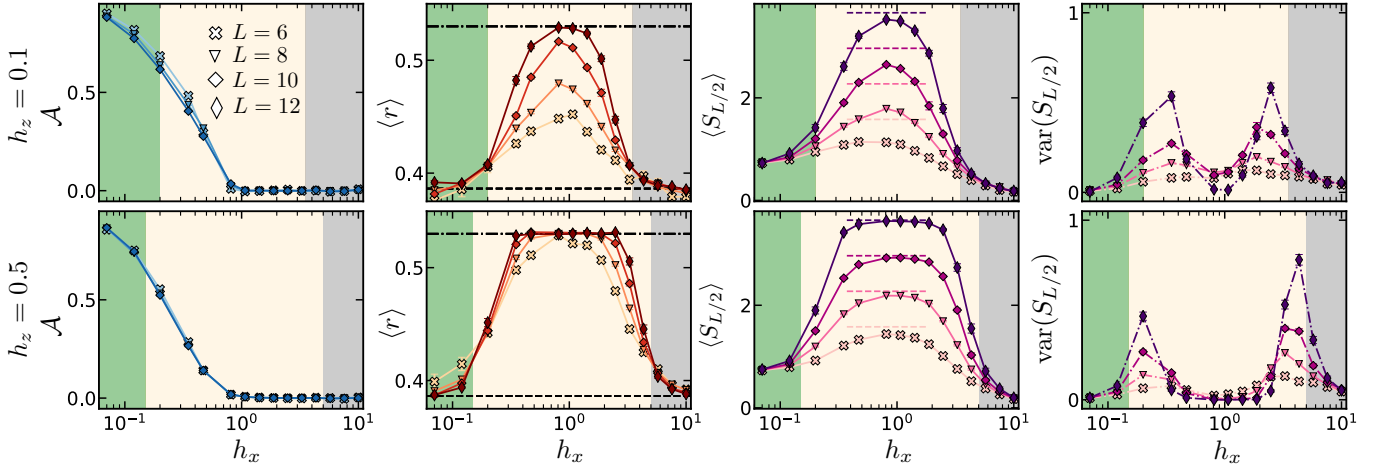 h_z = 0.1
𝒜
0.5
0.0
L = 6
L = 8
L = 10
L = 12
⟨r⟩
0.5
0.4
⟨S_{L/2}⟩
2
0
var(S_{L/2})
1
0
h_z = 0.5
𝒜
0.5
0.0
10^{-1} 10^0 10^1
h_x
⟨r⟩
0.5
0.4
10^{-1} 10^0 10^1
h_x
⟨S_{L/2}⟩
2
0
10^{-1} 10^0 10^1
h_x
var(S_{L/2})
1
0
10^{-1} 10^0 10^1
h_x